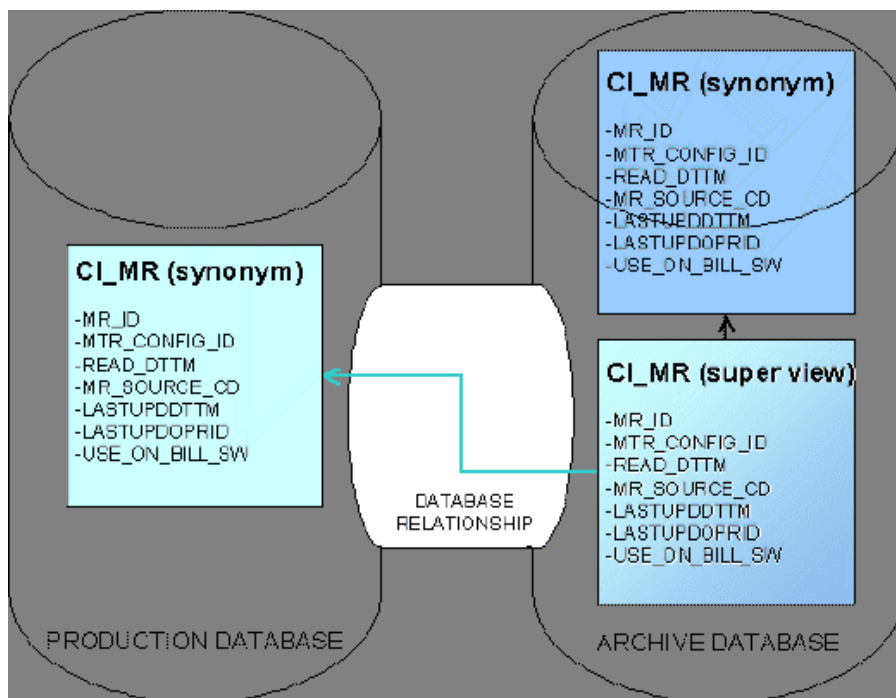 CI_MR (synonym)
-MR_ID
-MTR_CONFIG_ID
-READ_DTTM
-MR_SOURCE_CD
-LASTUPDDTTM
-LASTUPDOPRID
-USE_ON_BILL_SW
PRODUCTION DATABASE
DATABASE
RELATIONSHIP
CI_MR (synonym)
-MR_ID
-MTR_CONFIG_ID
-READ_DTTM
-MR_SOURCE_CD
-LASTUPDDTTM
-LASTUPDOPRID
-USE_ON_BILL_SW
CI_MR (super view)
-MR_ID
-MTR_CONFIG_ID
-READ_DTTM
-MR_SOURCE_CD
-LASTUPDDTTM
-LASTUPDOPRID
-USE_ON_BILL_SW
ARCHIVE DATABASE